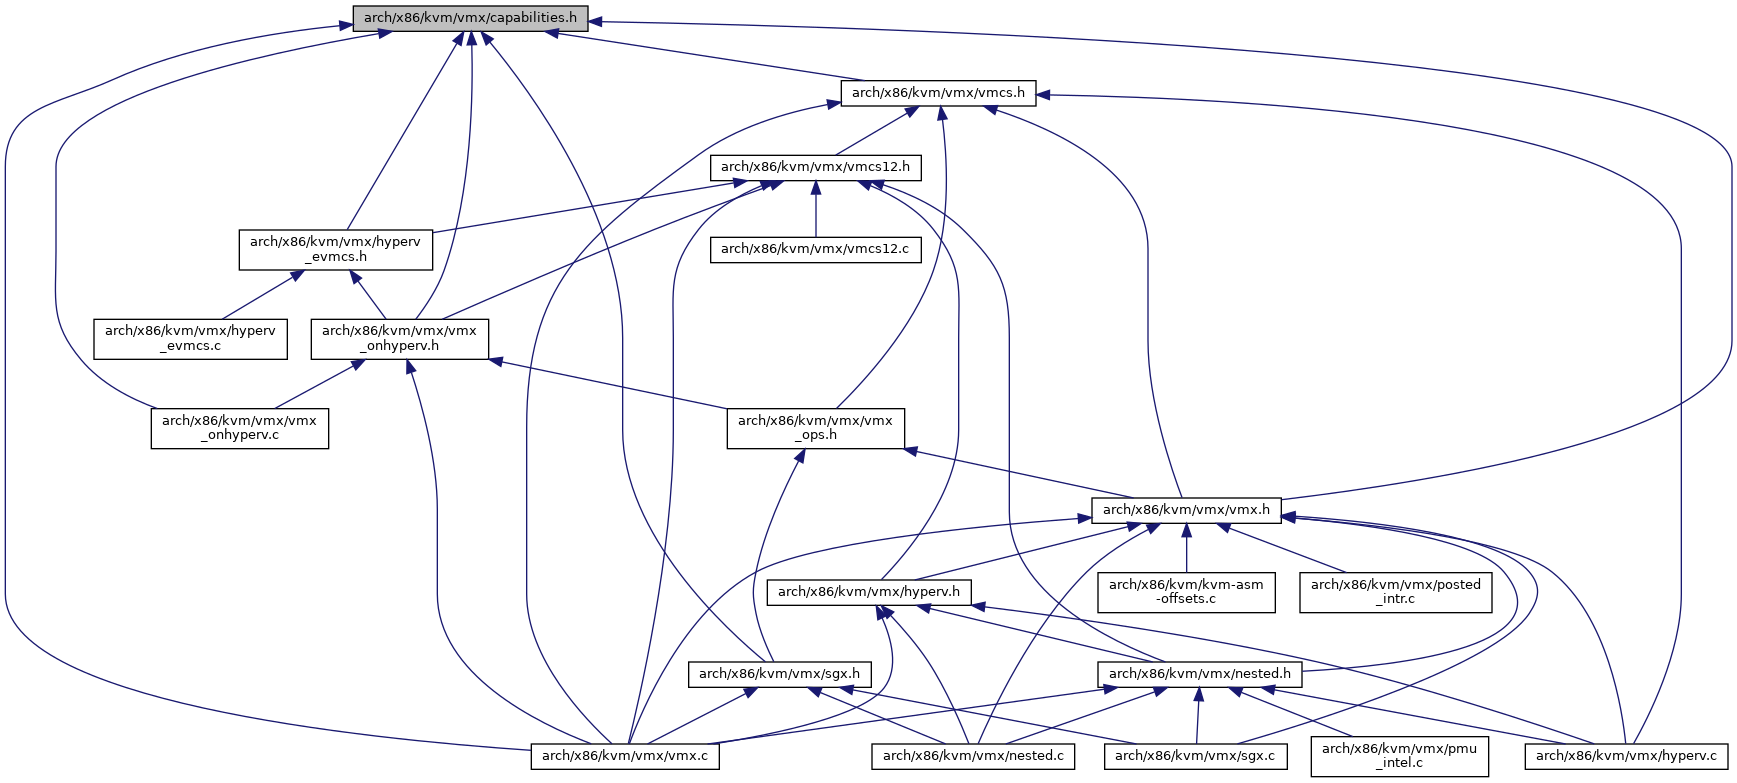 arch/x86/kvm/vmx/capabilities.h
arch/x86/kvm/vmx/vmcs.h
arch/x86/kvm/vmx/vmcs12.h
arch/x86/kvm/vmx/hyperv
_evmcs.h
arch/x86/kvm/vmx/vmcs12.c
arch/x86/kvm/vmx/hyperv
_evmcs.c
arch/x86/kvm/vmx/vmx
_onhyperv.h
arch/x86/kvm/vmx/vmx
_onhyperv.c
arch/x86/kvm/vmx/vmx
_ops.h
arch/x86/kvm/vmx/vmx.h
arch/x86/kvm/vmx/hyperv.h
arch/x86/kvm/kvm-asm
-offsets.c
arch/x86/kvm/vmx/posted
_intr.c
arch/x86/kvm/vmx/sgx.h
arch/x86/kvm/vmx/nested.h
arch/x86/kvm/vmx/vmx.c
arch/x86/kvm/vmx/nested.c
arch/x86/kvm/vmx/sgx.c
arch/x86/kvm/vmx/pmu
_intel.c
arch/x86/kvm/vmx/hyperv.c